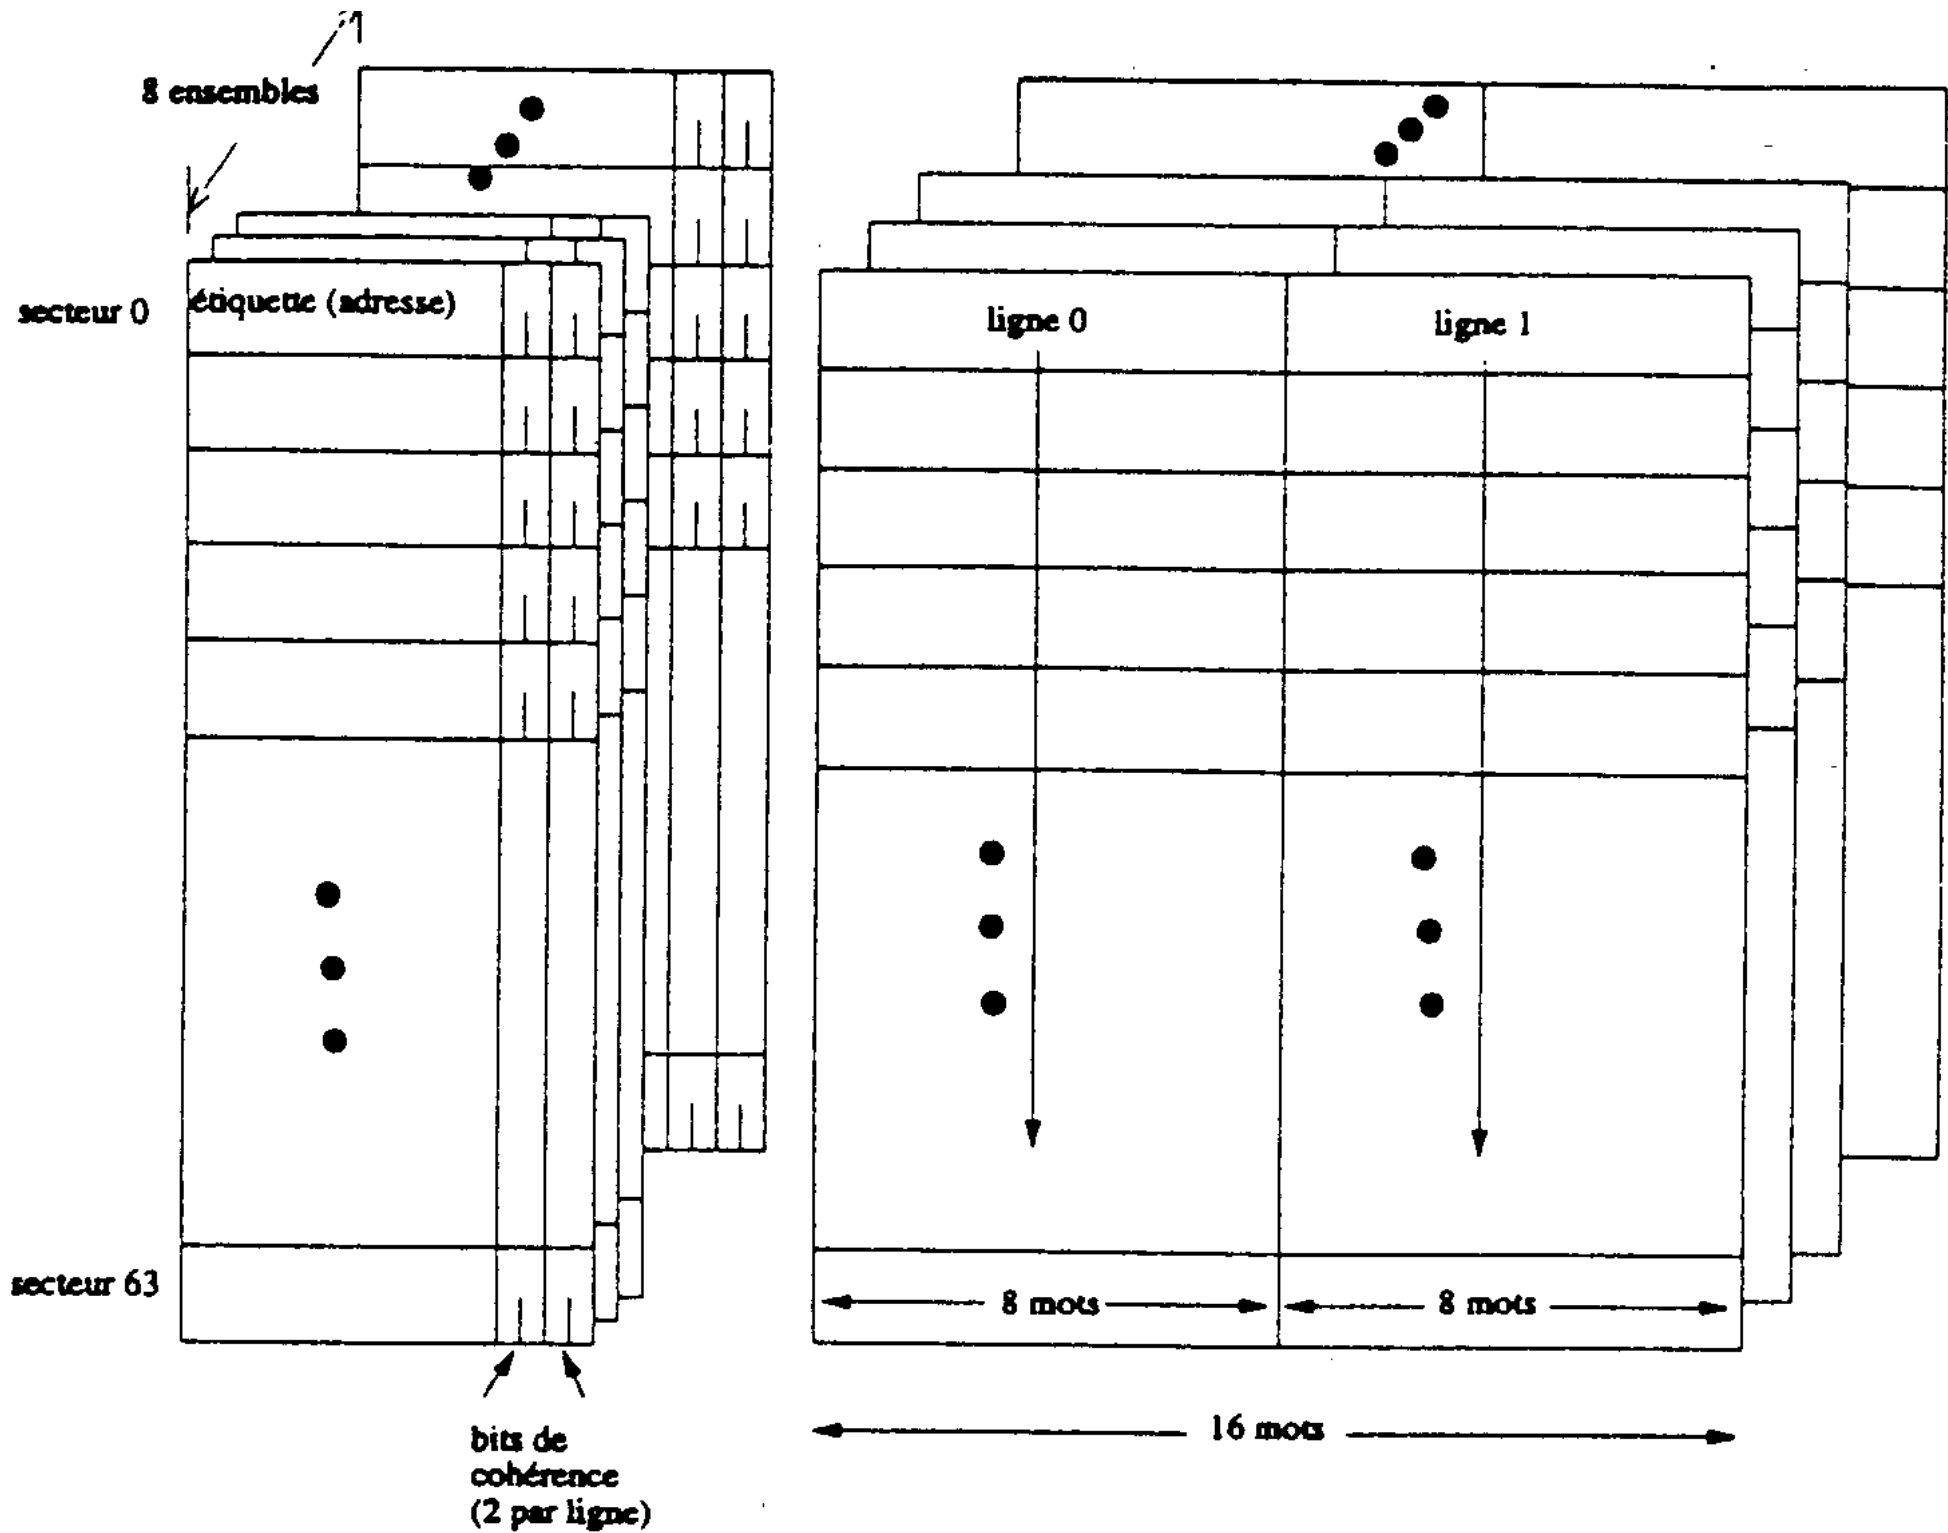 8 ensembles
secteur 0
étiquette (adresse)
ligne 0
ligne 1
secteur 63
8 mots
8 mots
16 mots
bits de
cohérence
(2 par ligne)